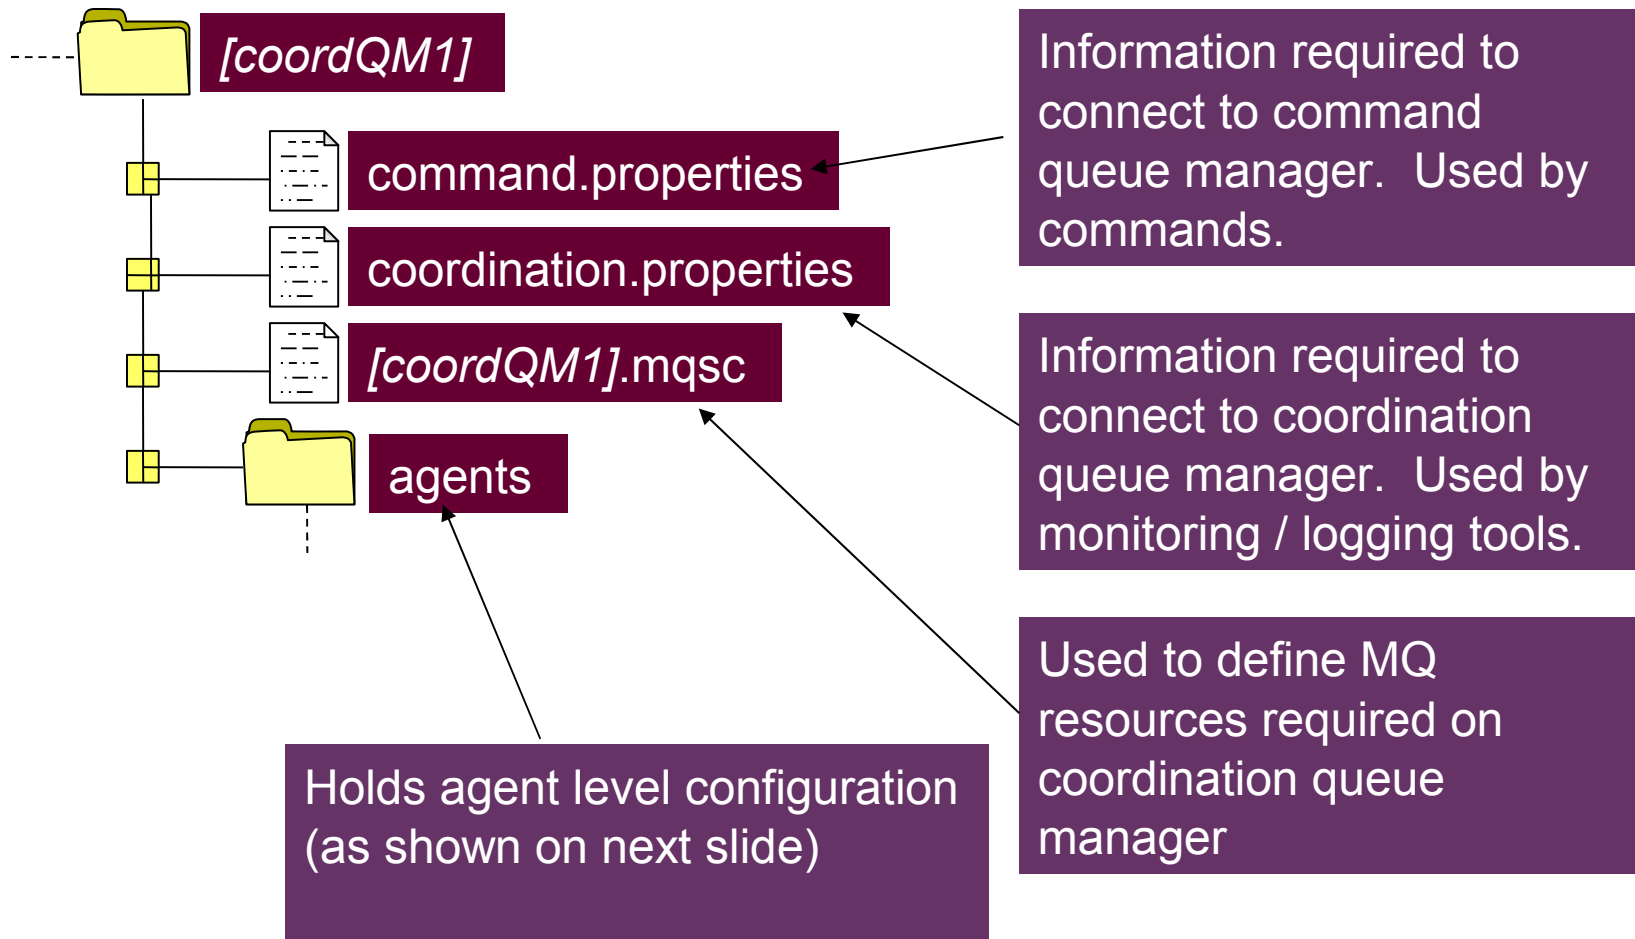 [coordQM1]
command.properties
coordination.properties
[coordQM1].mqsc
agents
Information required to
connect to command
queue manager.  Used by
commands.
Information required to
connect to coordination
queue manager.  Used by
monitoring / logging tools.
Used to define MQ
resources required on
coordination queue
manager
Holds agent level configuration
(as shown on next slide)